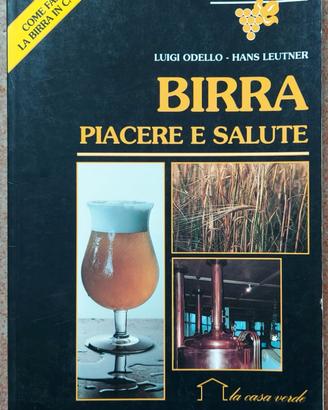 COME FA
LA BIRRA IN C
LUIGI ODELLO - HANS LEUTNER
BIRRA
PIACERE E SALUTE
la casa verde